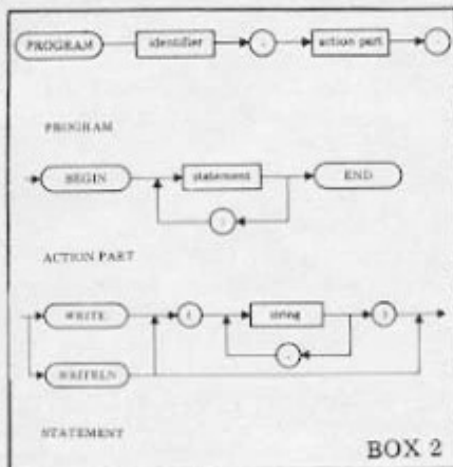 PROGRAM identifier action part
PROGRAM
BEGIN statement END
ACTION PART
WRITE ( string )
WRITELN
STATEMENT
BOX 2